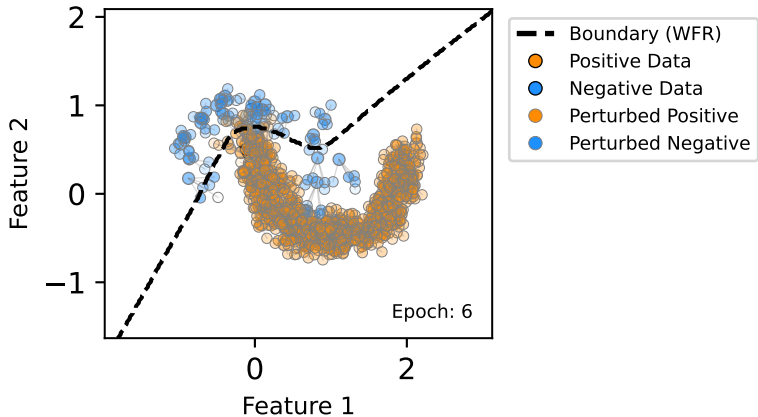 2
1
0
−1
Feature 2
Epoch: 6
0
2
Feature 1
Boundary (WFR)
Positive Data
Negative Data
Perturbed Positive
Perturbed Negative